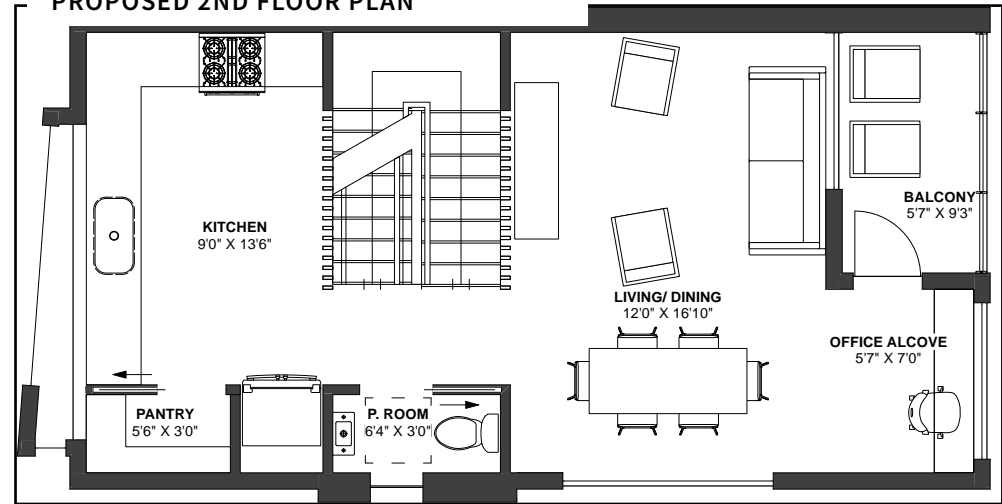 PROPOSED 2ND FLOOR PLAN
KITCHEN
9'0" X 13'6"
BALCONY
5'7" X 9'3"
LIVING/ DINING
12'0" X 16'10"
OFFICE ALCOVE
5'7" X 7'0"
PANTRY
5'6" X 3'0"
P. ROOM
6'4" X 3'0"